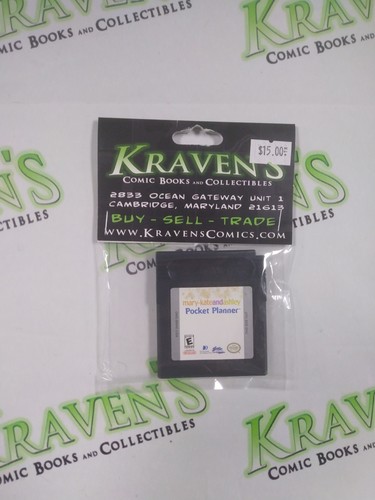 KRAVEN'S
COMIC BOOKS AND COLLECTIBLES
KRAVEN'S
COMIC BOOKS AND COLLECTIBLES
$15.00
KRAVEN'S
COMIC BOOKS AND COLLECTIBLES
2833 OCEAN GATEWAY UNIT 1
CAMBRIDGE, MARYLAND 21613
BUY - SELL - TRADE
WWW.KRAVENSCOMICS.COM
mary-kateandashley
Pocket Planner
E
KRAVEN'S
COMIC BOOKS AND COLLECTIBLES
KRAVEN'S
COMIC BOOKS AND COLLECTIBLES